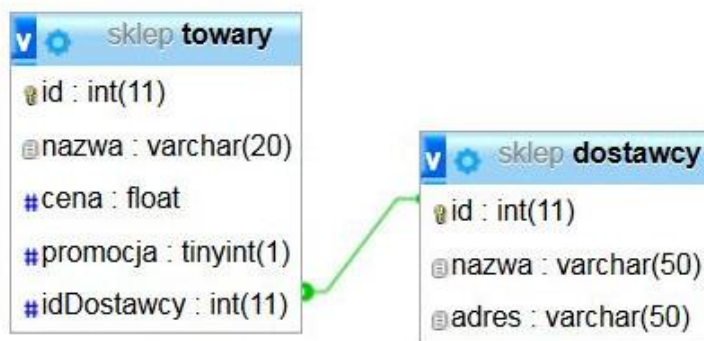 v sklep towary
id : int(11)
nazwa : varchar(20)
#cena : float
#promocja : tinyint(1)
#idDostawcy : int(11)
v sklep dostawcy
id : int(11)
nazwa : varchar(50)
adres : varchar(50)